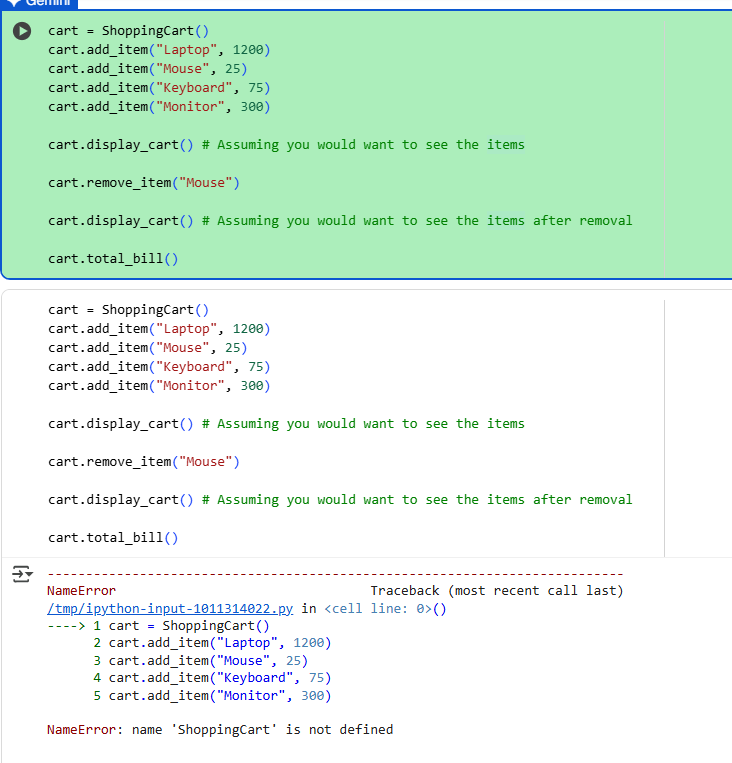 Gemini
cart = ShoppingCart()
cart.add_item("Laptop", 1200)
cart.add_item("Mouse", 25)
cart.add_item("Keyboard", 75)
cart.add_item("Monitor", 300)
cart.display_cart() # Assuming you would want to see the items
cart.remove_item("Mouse")
cart.display_cart() # Assuming you would want to see the items after removal
cart.total_bill()
cart = ShoppingCart()
cart.add_item("Laptop", 1200)
cart.add_item("Mouse", 25)
cart.add_item("Keyboard", 75)
cart.add_item("Monitor", 300)
cart.display_cart() # Assuming you would want to see the items
cart.remove_item("Mouse")
cart.display_cart() # Assuming you would want to see the items after removal
cart.total_bill()
---------------------------------------------------------------------------
NameError                                 Traceback (most recent call last)
/tmp/ipython-input-1011314022.py in <cell line: 0>()
----> 1 cart = ShoppingCart()
      2 cart.add_item("Laptop", 1200)
      3 cart.add_item("Mouse", 25)
      4 cart.add_item("Keyboard", 75)
      5 cart.add_item("Monitor", 300)
NameError: name 'ShoppingCart' is not defined